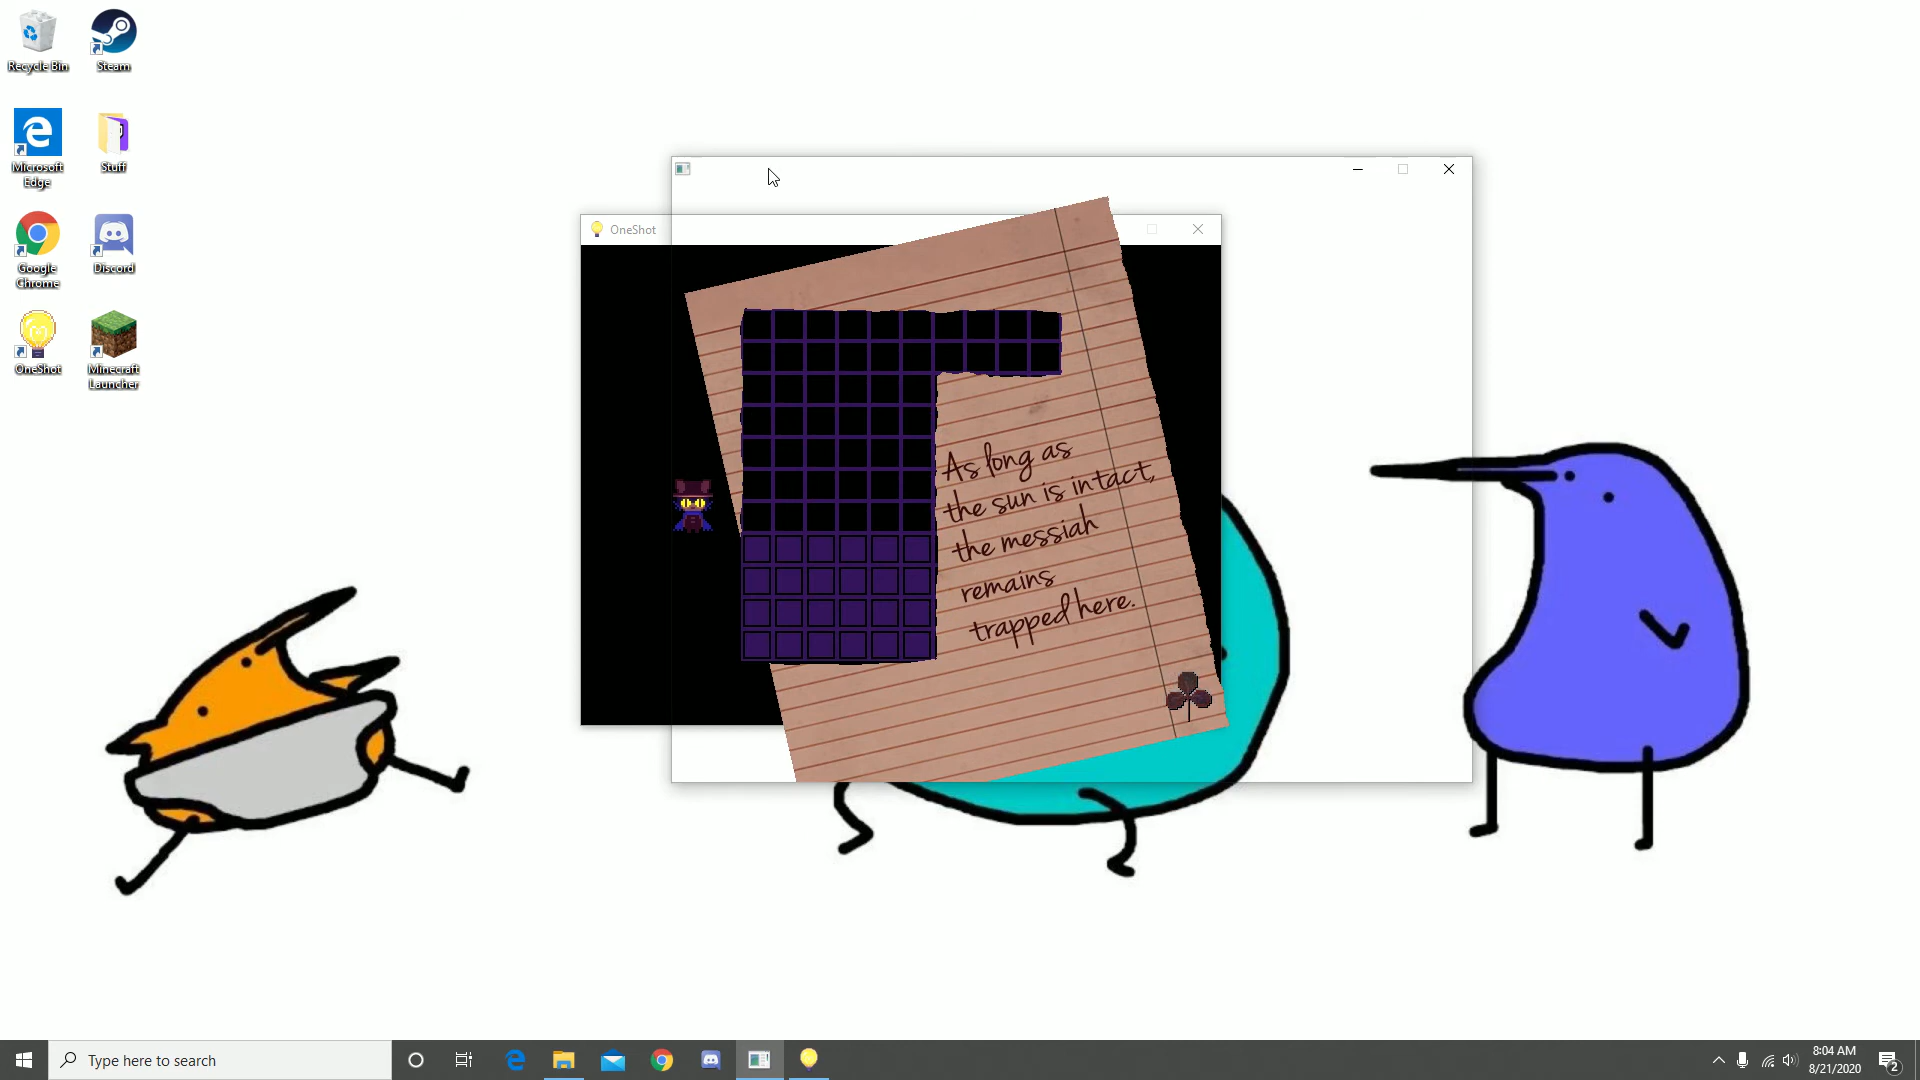 Recycle Bin
Steam
Microsoft
Edge
Stuff
Google
Chrome
Discord
OneShot
Minecraft
Launcher
OneShot
As long as
the sun is intact,
the messiah
remains
trapped here.
Type here to search
8:04 AM
8/21/2020
2